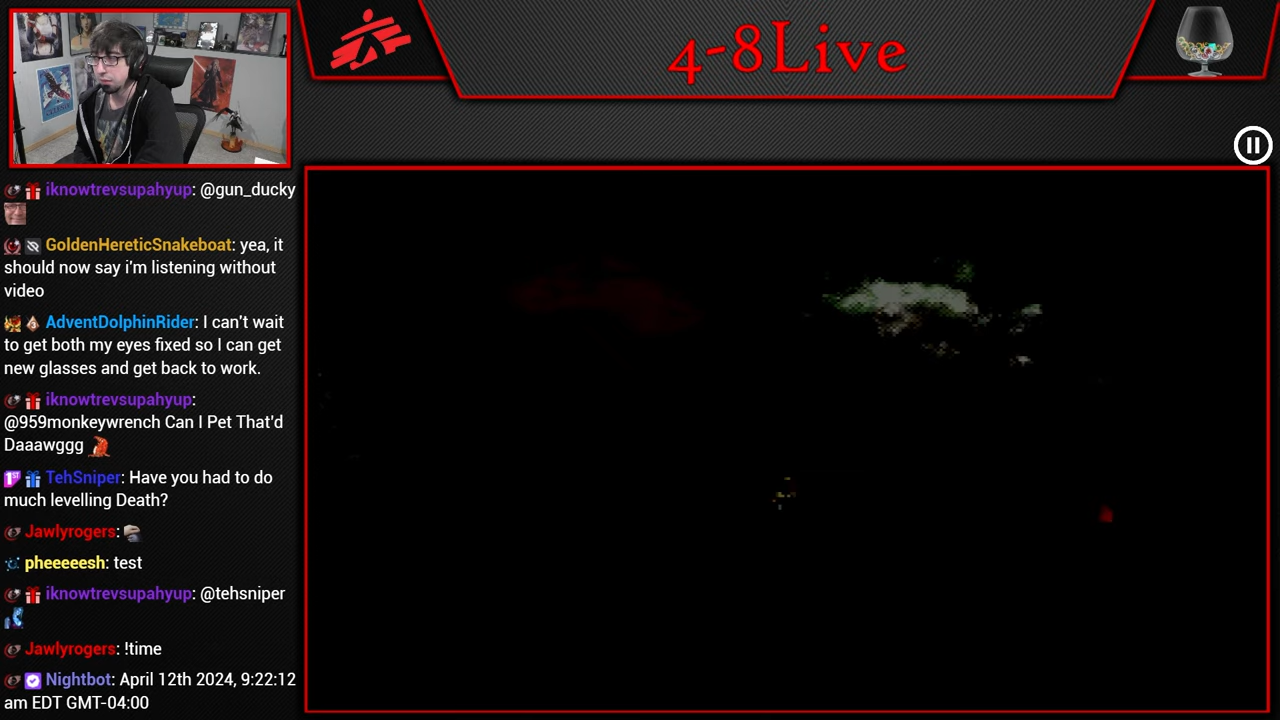 4-8Live
iknowtrevsupahyup: @gun_ducky
GoldenHereticSnakeboat: yea, it
should now say i'm listening without
video
AdventDolphinRider: I can't wait
to get both my eyes fixed so I can get
new glasses and get back to work.
iknowtrevsupahyup:
@959monkeywrench Can I Pet That'd
Daaawggg
1ST TehSniper: Have you had to do
much levelling Death?
Jawlyrogers:
pheeeeesh: test
iknowtrevsupahyup: @tehsniper
Jawlyrogers: !time
Nightbot: April 12th 2024, 9:22:12
am EDT GMT-04:00